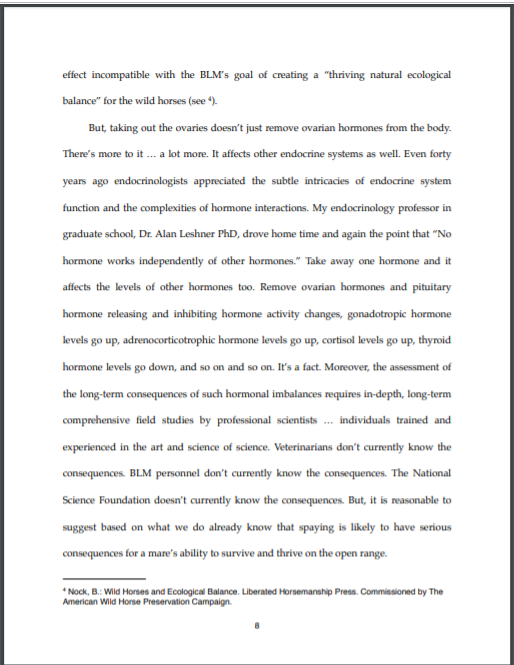 effect incompatible with the BLM's goal of creating a “thriving natural ecological
balance” for the wild horses (see ⁴).
But, taking out the ovaries doesn't just remove ovarian hormones from the body.
There's more to it … a lot more. It affects other endocrine systems as well. Even forty
years ago endocrinologists appreciated the subtle intricacies of endocrine system
function and the complexities of hormone interactions. My endocrinology professor in
graduate school, Dr. Alan Leshner PhD, drove home time and again the point that “No
hormone works independently of other hormones.” Take away one hormone and it
affects the levels of other hormones too. Remove ovarian hormones and pituitary
hormone releasing and inhibiting hormone activity changes, gonadotropic hormone
levels go up, adrenocorticotrophic hormone levels go up, cortisol levels go up, thyroid
hormone levels go down, and so on and so on. It's a fact. Moreover, the assessment of
the long-term consequences of such hormonal imbalances requires in-depth, long-term
comprehensive field studies by professional scientists … individuals trained and
experienced in the art and science of science. Veterinarians don't currently know the
consequences. BLM personnel don't currently know the consequences. The National
Science Foundation doesn't currently know the consequences. But, it is reasonable to
suggest based on what we do already know that spaying is likely to have serious
consequences for a mare's ability to survive and thrive on the open range.
⁴ Nock, B.: Wild Horses and Ecological Balance. Liberated Horsemanship Press. Commissioned by The
American Wild Horse Preservation Campaign.
8